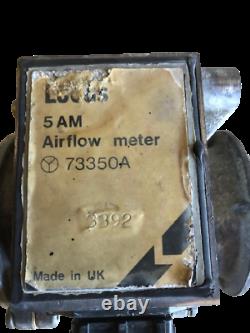 Lucas
5 AM
Airflow meter
73350A
3392
Made in UK